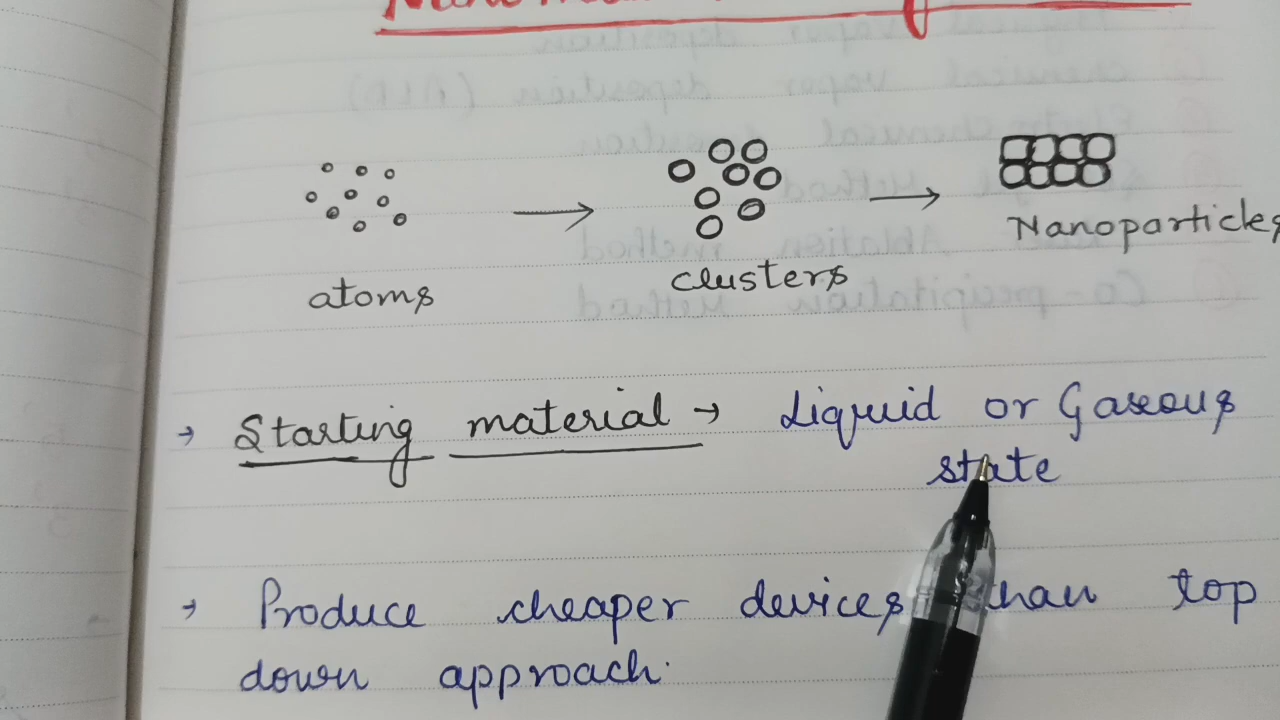 atoms → clusters → Nanoparticles
→ Starting material → Liquid or Gaseous
state
→ Produce cheaper devices than top
down approach.